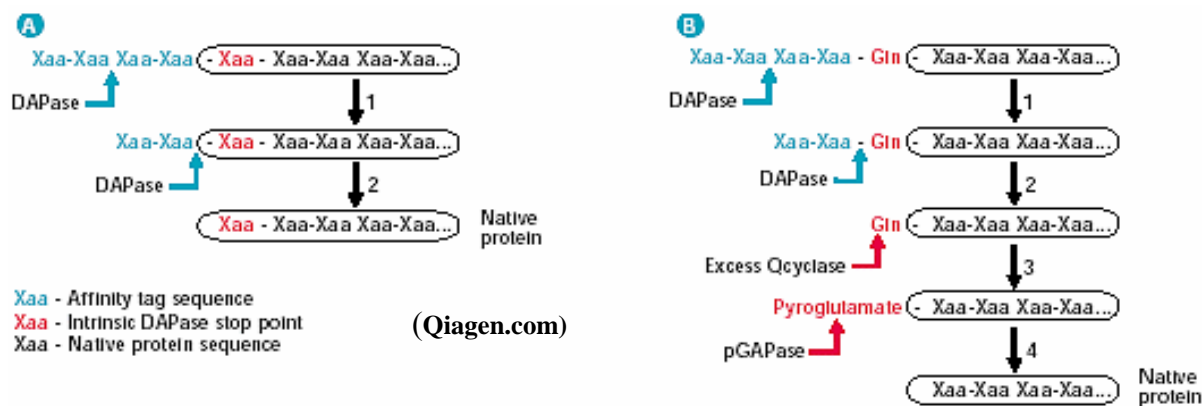 A
Xaa-Xaa Xaa-Xaa - Xaa - Xaa-Xaa Xaa-Xaa...
DAPase
1
Xaa-Xaa - Xaa - Xaa-Xaa Xaa-Xaa...
DAPase
2
Xaa - Xaa-Xaa Xaa-Xaa...
Native
protein
Xaa - Affinity tag sequence
Xaa - Intrinsic DAPase stop point
Xaa - Native protein sequence
(Qiagen.com)
B
Xaa-Xaa Xaa-Xaa - Gln - Xaa-Xaa Xaa-Xaa...
DAPase
1
Xaa-Xaa - Gln - Xaa-Xaa Xaa-Xaa...
DAPase
2
Gln - Xaa-Xaa Xaa-Xaa...
Excess Qcyclase
3
Pyroglutamate - Xaa-Xaa Xaa-Xaa...
pGAPase
4
Xaa-Xaa Xaa-Xaa...
Native
protein